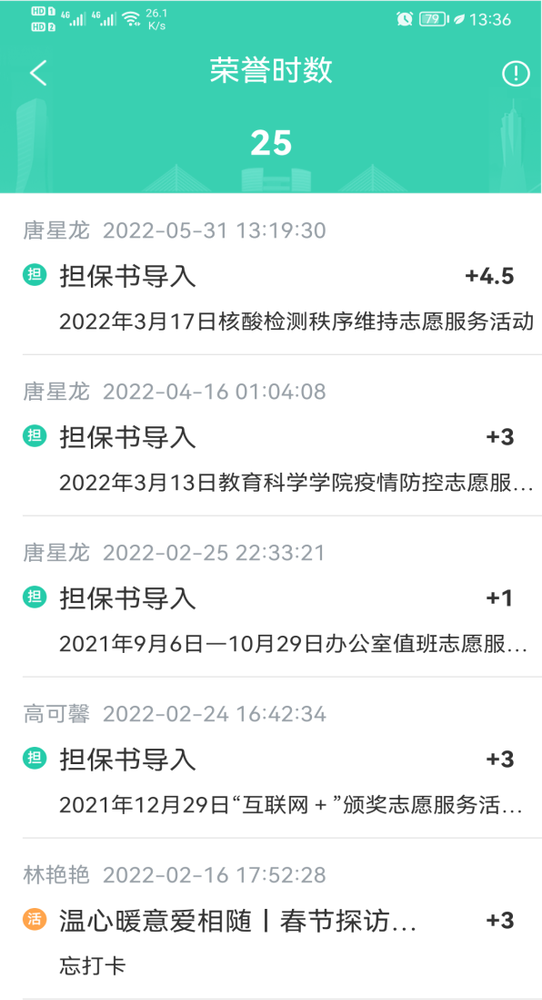 HD 1 4G 4G 26.1
HD 2 K/s
79 13:36
荣誉时数
25
唐星龙 2022-05-31 13:19:30
担 担保书导入 +4.5
2022年3月17日核酸检测秩序维持志愿服务活动
唐星龙 2022-04-16 01:04:08
担 担保书导入 +3
2022年3月13日教育科学学院疫情防控志愿服...
唐星龙 2022-02-25 22:33:21
担 担保书导入 +1
2021年9月6日—10月29日办公室值班志愿服...
高可馨 2022-02-24 16:42:34
担 担保书导入 +3
2021年12月29日“互联网＋”颁奖志愿服务活...
林艳艳 2022-02-16 17:52:28
活 温心暖意爱相随丨春节探访... +3
忘打卡